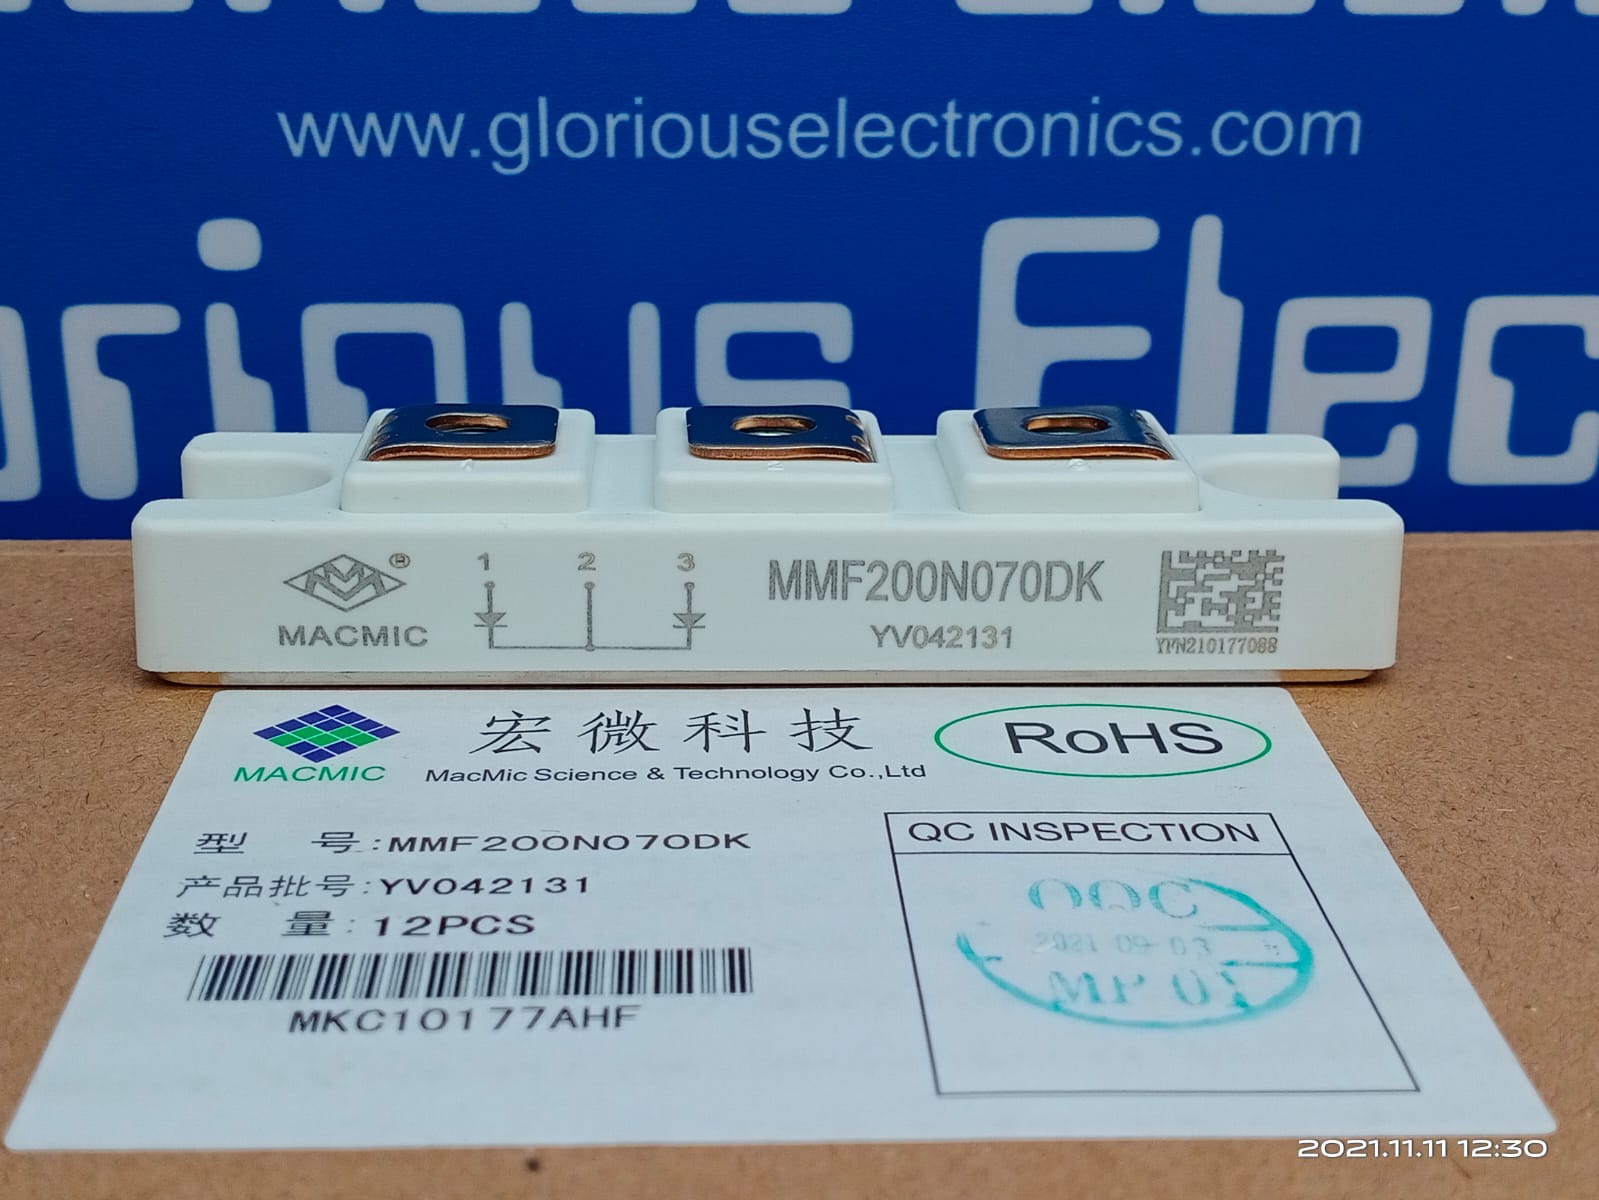 www.gloriouselectronics.com
orious Elec
MACMIC
®
1 2 3
MMF200N070DK
YV042131
MACMIC
宏微科技
MacMic Science & Technology Co.,Ltd
RoHS
型 号:MMF200N070DK
产品批号:YV042131
数 量:12PCS
MKC10177AHF
QC INSPECTION
2021 09 03
MP 01
2021.11.11 12:30